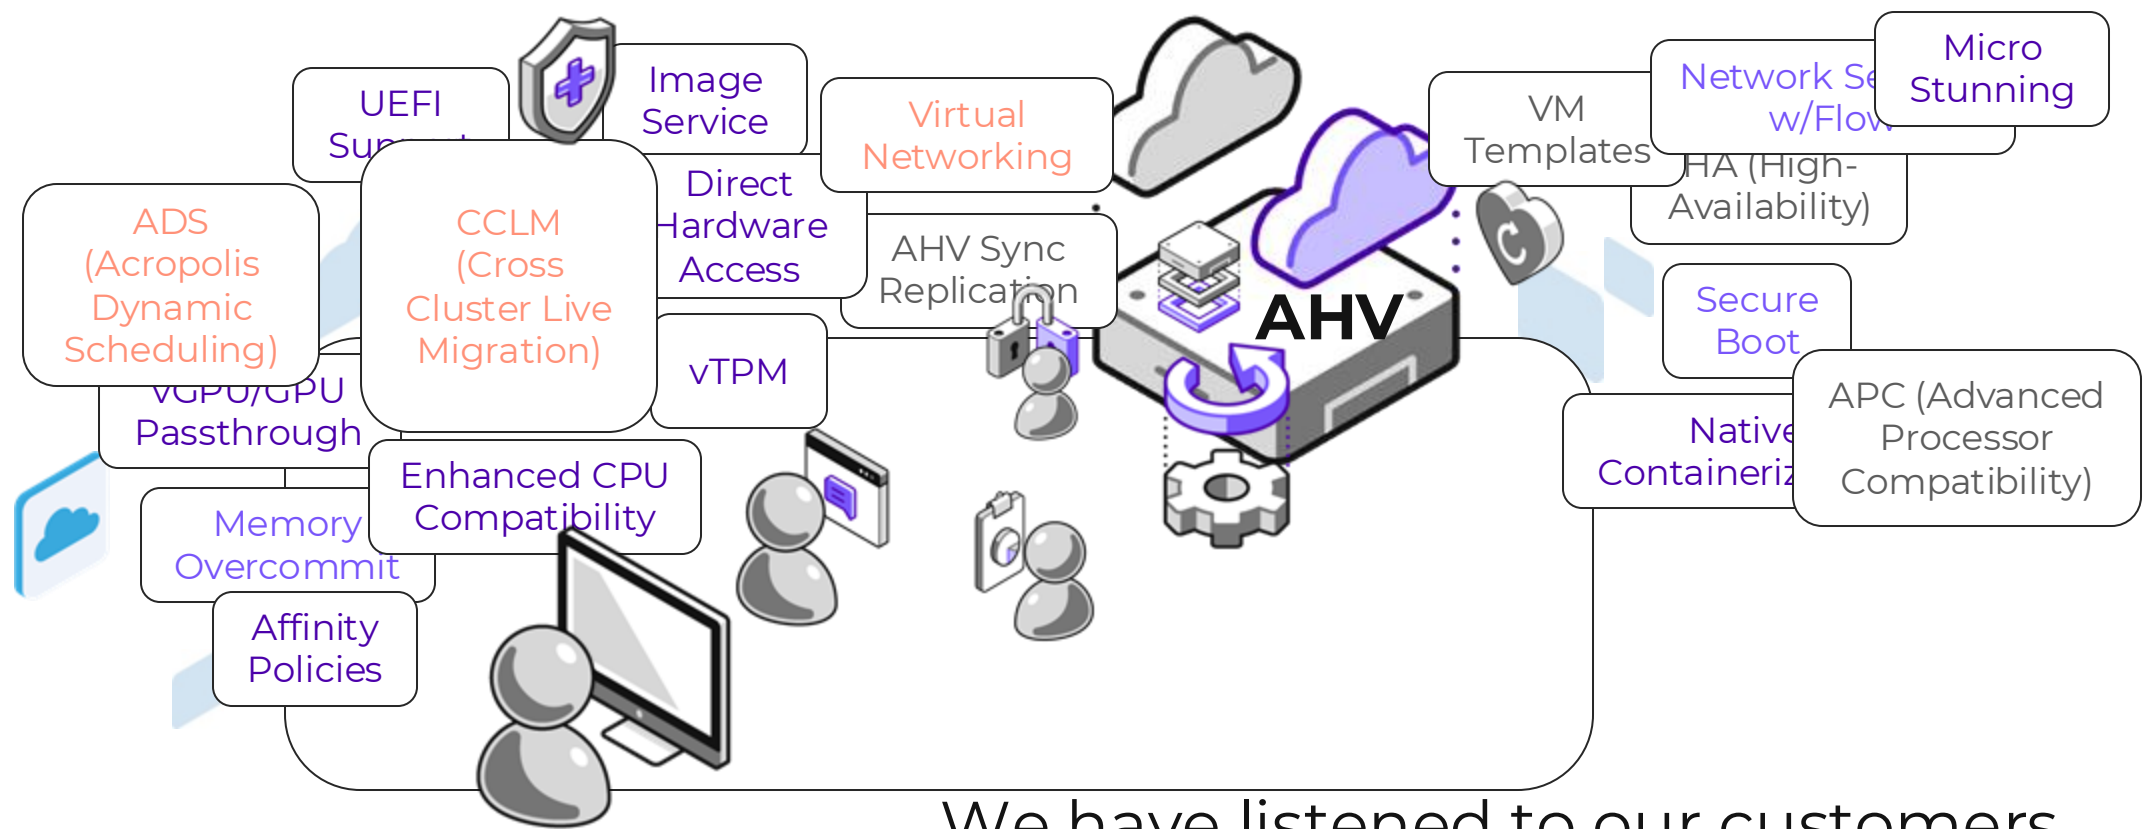 UEFI
Image
Service
Virtual
Networking
VM
Templates
Network
w/Flow
Micro
Stunning
HA (High-
Availability)
Direct
Hardware
Access
ADS
(Acropolis
Dynamic
Scheduling)
CCLM
(Cross
Cluster Live
Migration)
AHV Sync
Replication
AHV
Secure
Boot
vTPM
vGPU/GPU
Passthrough
APC (Advanced
Processor
Compatibility)
Native
Enhanced CPU
Compatibility
Memory
Overcommit
Affinity
Policies
We have listened to our customers